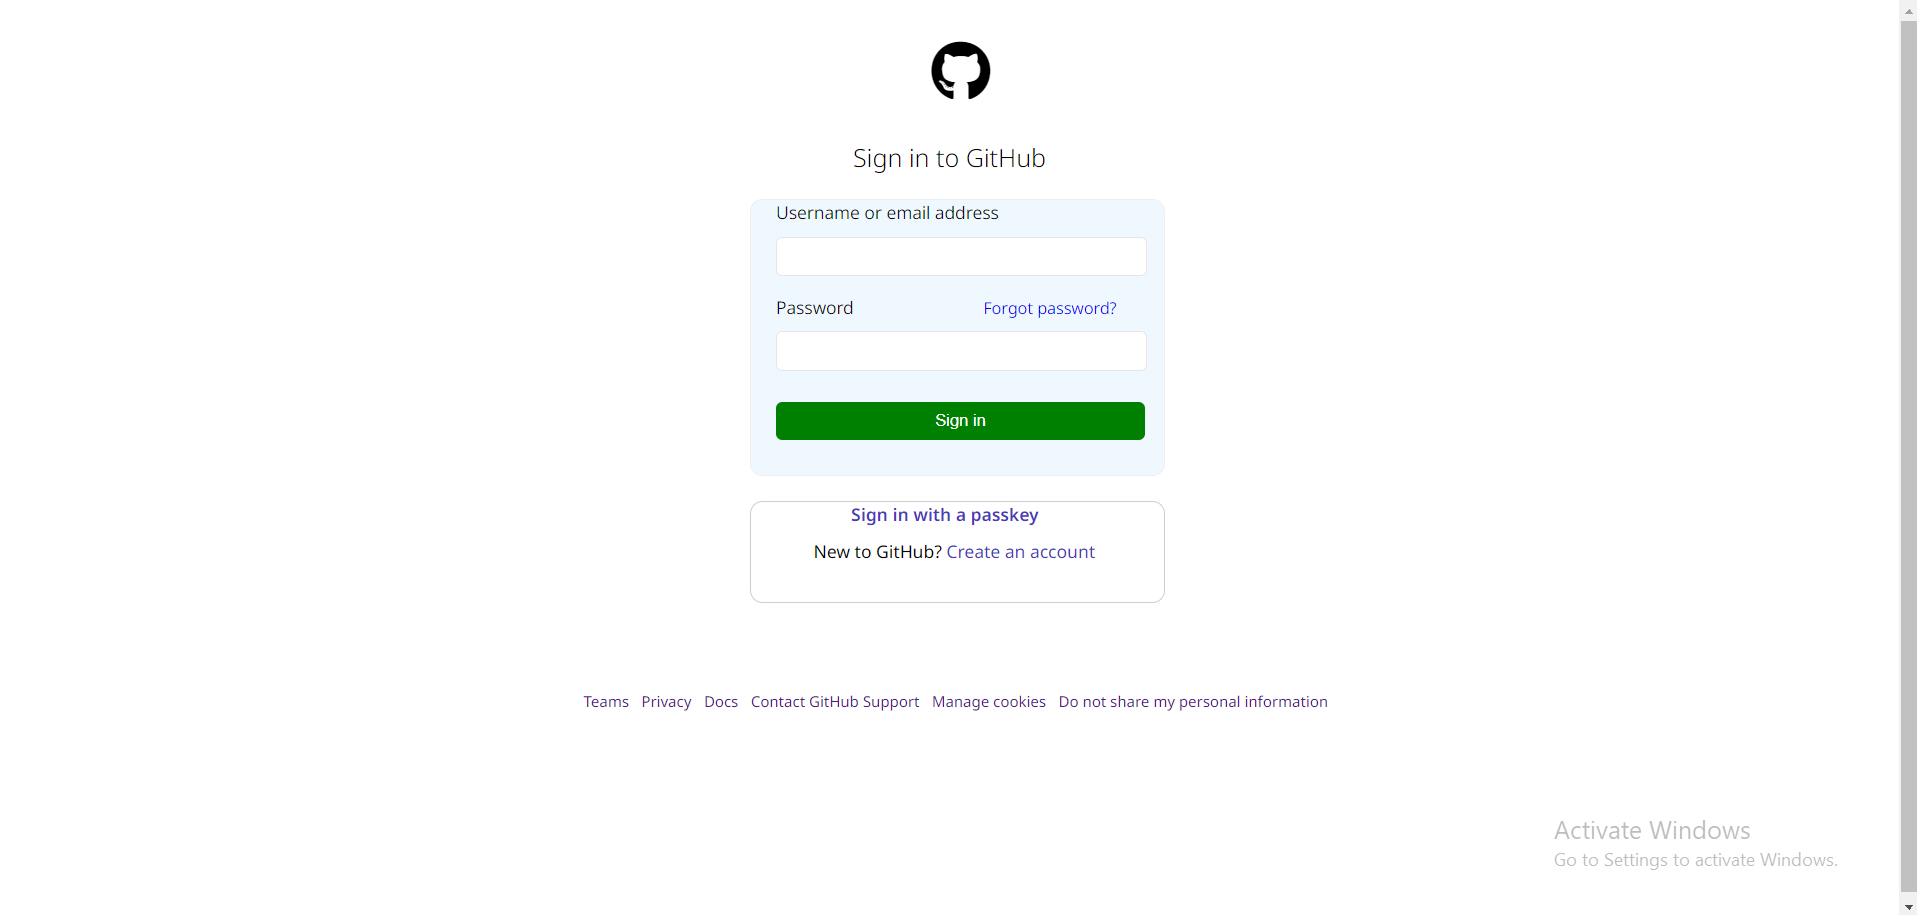 Sign in to GitHub
Username or email address
Password Forgot password?
Sign in
Sign in with a passkey
New to GitHub? Create an account
Teams Privacy Docs Contact GitHub Support Manage cookies Do not share my personal information
Activate Windows
Go to Settings to activate Windows.